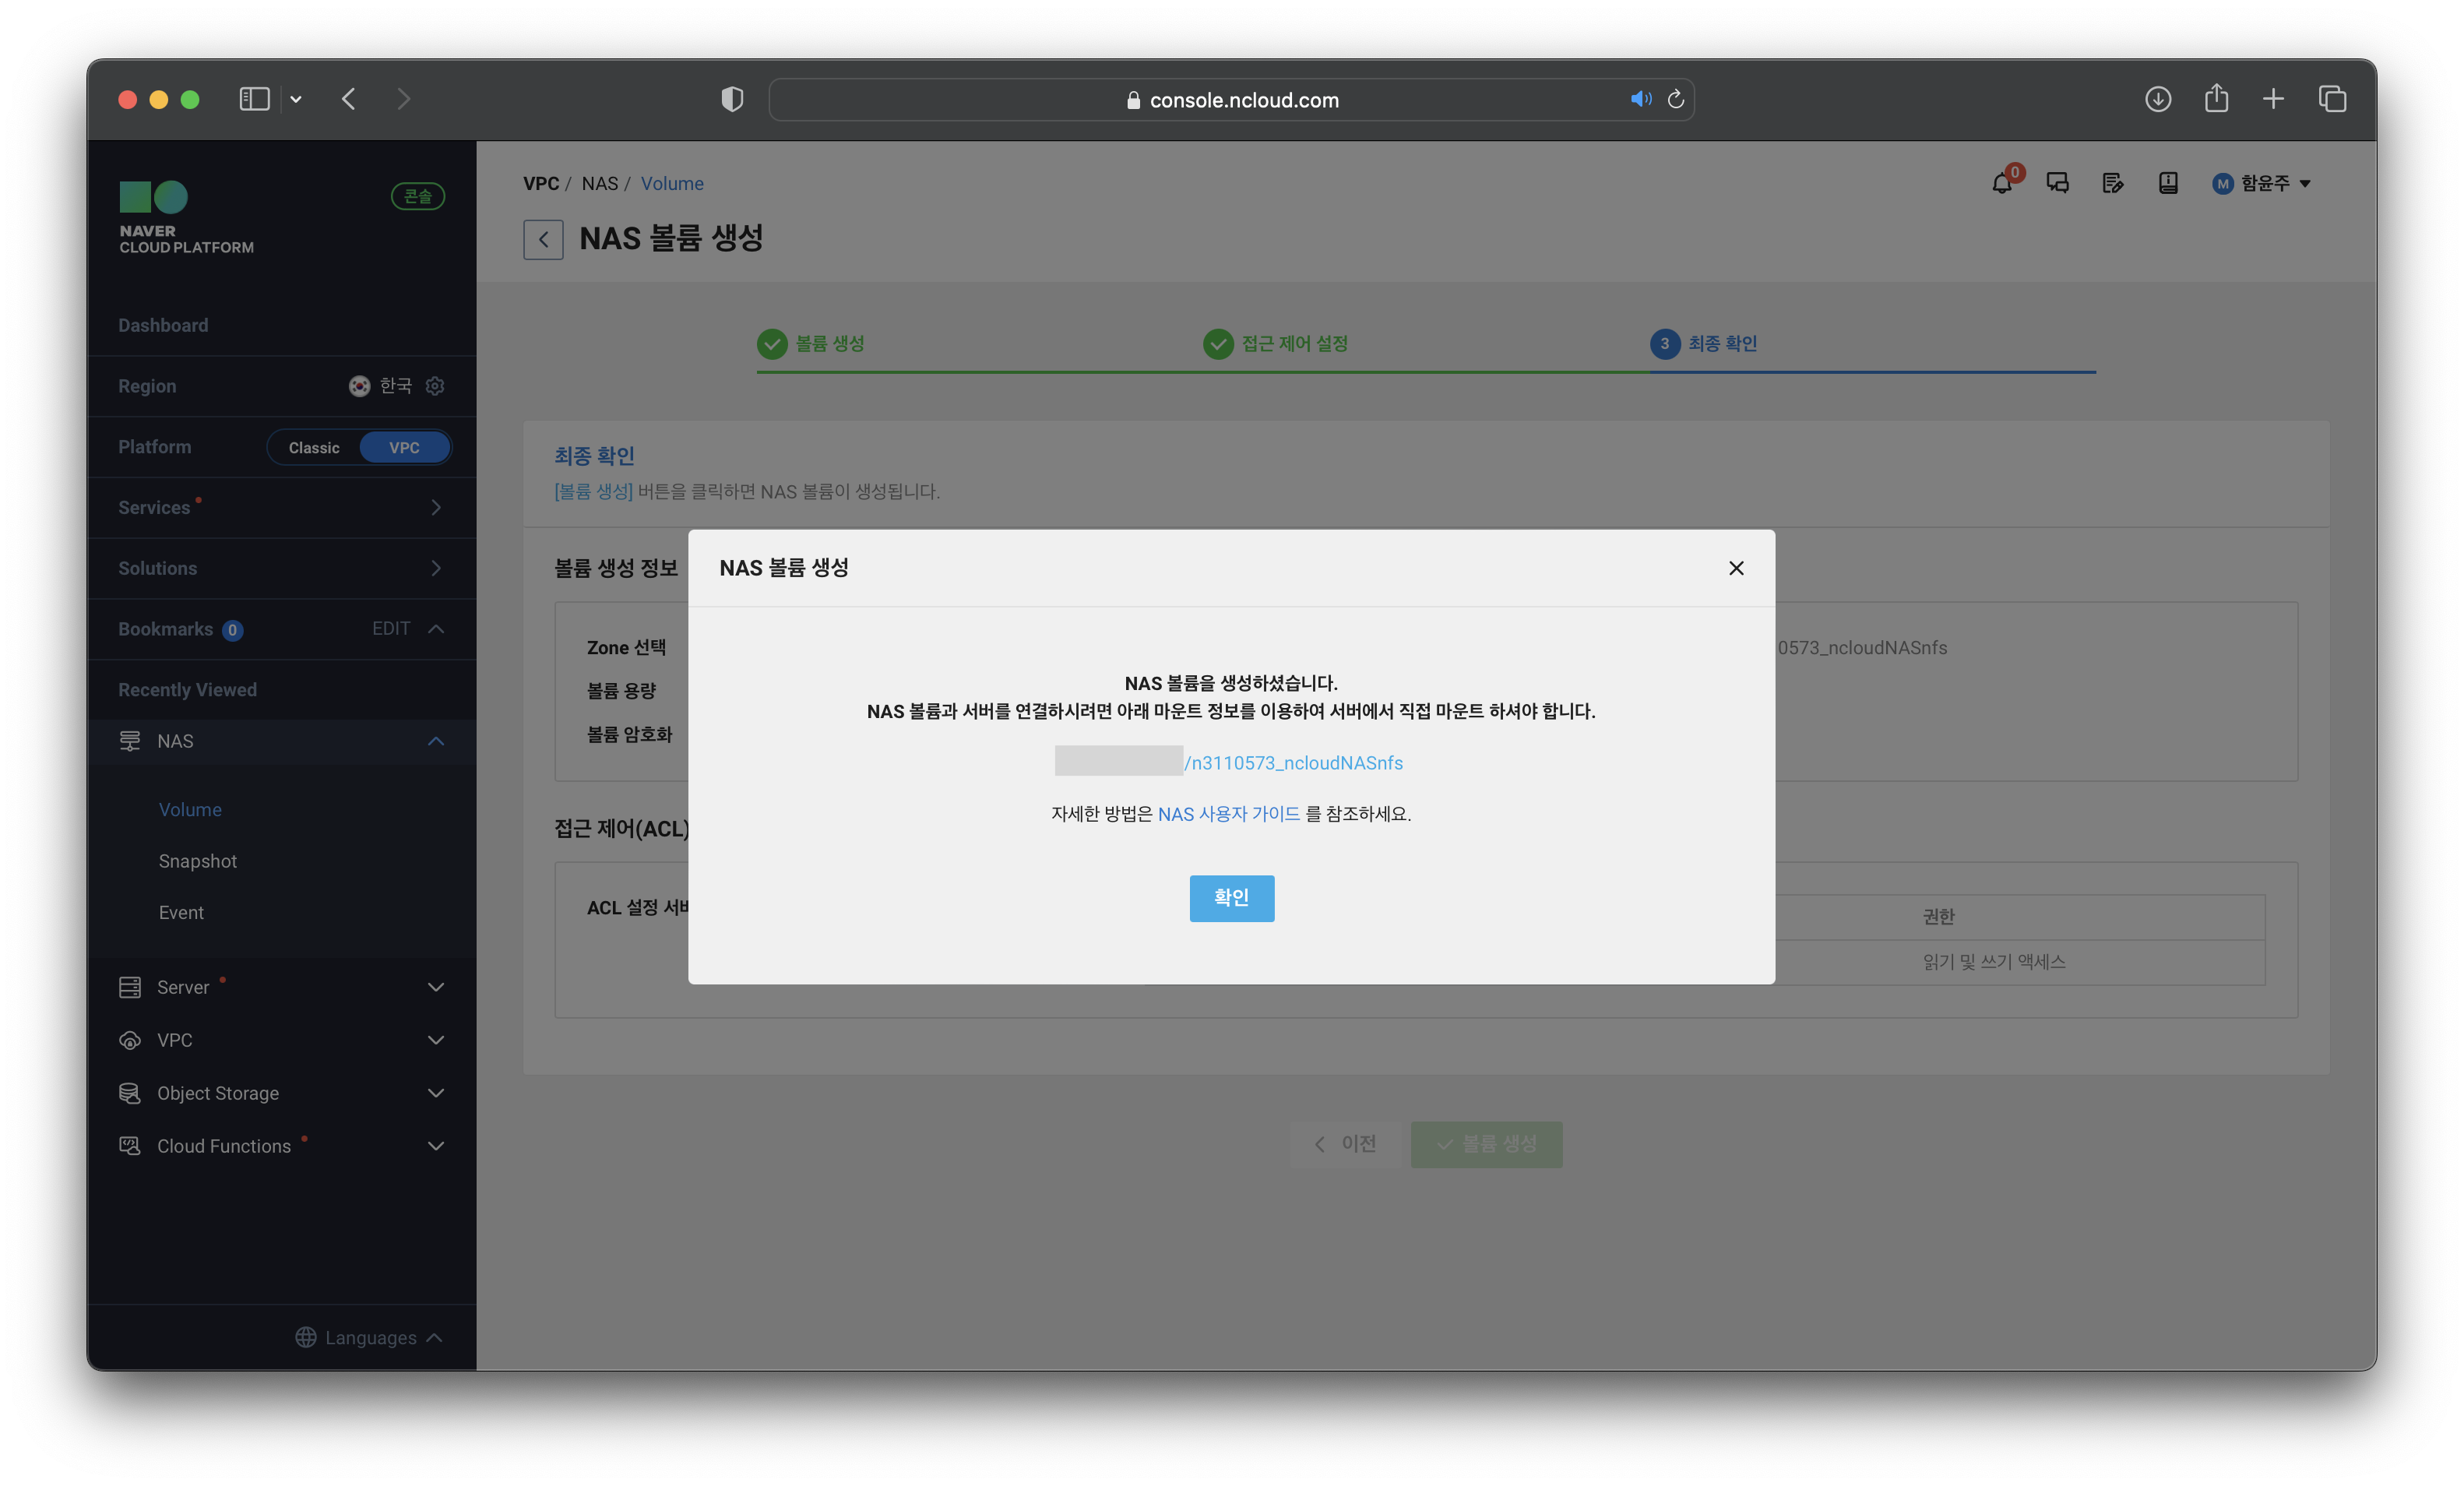 console.ncloud.com
NAVER
CLOUD PLATFORM
콘솔
Dashboard
Region 한국
Platform Classic VPC
Services
Solutions
Bookmarks 0 EDIT
Recently Viewed
NAS
Volume
Snapshot
Event
Server
VPC
Object Storage
Cloud Functions
Languages
VPC / NAS / Volume
0
M 함윤주
NAS 볼륨 생성
볼륨 생성
접근 제어 설정
3 최종 확인
최종 확인
[볼륨 생성] 버튼을 클릭하면 NAS 볼륨이 생성됩니다.
볼륨 생성 정보
Zone 선택
0573_ncloudNASnfs
볼륨 용량
볼륨 암호화
접근 제어(ACL)
ACL 설정 서버
권한
읽기 및 쓰기 액세스
NAS 볼륨 생성
NAS 볼륨을 생성하셨습니다.
NAS 볼륨과 서버를 연결하시려면 아래 마운트 정보를 이용하여 서버에서 직접 마운트 하셔야 합니다.
/n3110573_ncloudNASnfs
자세한 방법은 NAS 사용자 가이드 를 참조하세요.
확인
이전
볼륨 생성